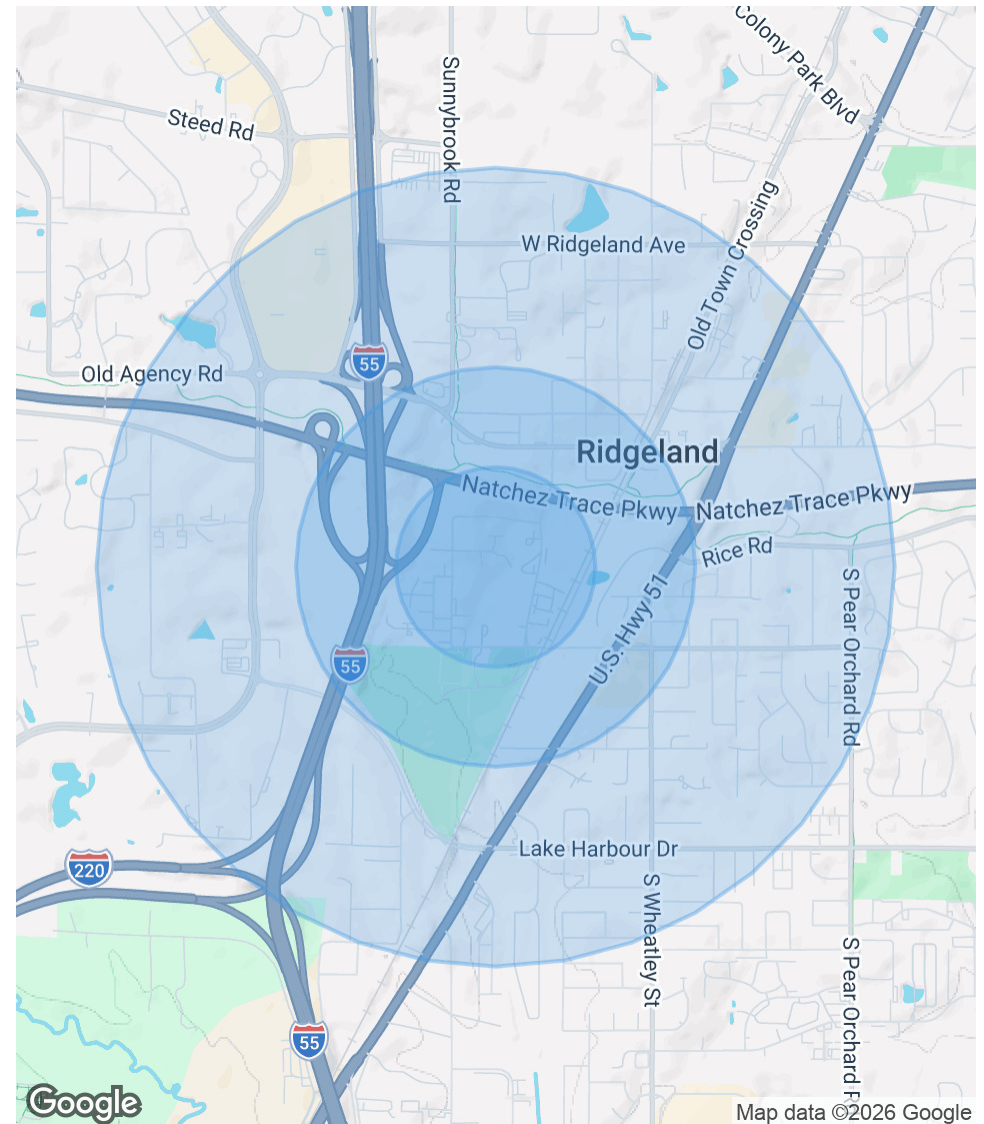 Colony Park Blvd
Sunnybrook Rd
Steed Rd
W Ridgeland Ave
Old Town Crossing
55
Old Agency Rd
Ridgeland
Natchez Trace Pkwy
Natchez Trace Pkwy
Rice Rd
S Pear Orchard Rd
U.S. Hwy 51
55
Lake Harbour Dr
220
S Wheatley St
S Pear Orchard R
55
Google
Map data ©2026 Google